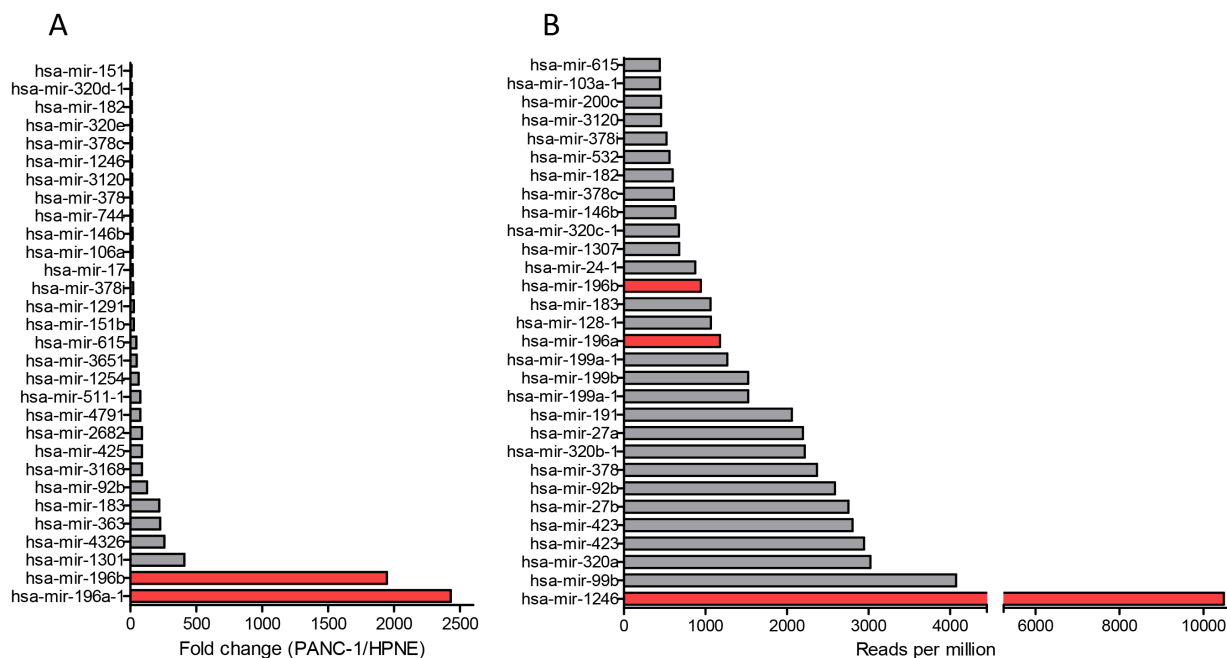 A
hsa-mir-151
hsa-mir-320d-1
hsa-mir-182
hsa-mir-320e
hsa-mir-378c
hsa-mir-1246
hsa-mir-3120
hsa-mir-378
hsa-mir-744
hsa-mir-146b
hsa-mir-106a
hsa-mir-17
hsa-mir-378i
hsa-mir-1291
hsa-mir-151b
hsa-mir-615
hsa-mir-3651
hsa-mir-1254
hsa-mir-511-1
hsa-mir-4791
hsa-mir-2682
hsa-mir-425
hsa-mir-3168
hsa-mir-92b
hsa-mir-183
hsa-mir-363
hsa-mir-4326
hsa-mir-1301
hsa-mir-196b
hsa-mir-196a-1
0 500 1000 1500 2000 2500
Fold change (PANC-1/HPNE)
B
hsa-mir-615
hsa-mir-103a-1
hsa-mir-200c
hsa-mir-3120
hsa-mir-378i
hsa-mir-532
hsa-mir-182
hsa-mir-378c
hsa-mir-146b
hsa-mir-320c-1
hsa-mir-1307
hsa-mir-24-1
hsa-mir-196b
hsa-mir-183
hsa-mir-128-1
hsa-mir-196a
hsa-mir-199a-1
hsa-mir-199b
hsa-mir-199a-1
hsa-mir-191
hsa-mir-27a
hsa-mir-320b-1
hsa-mir-378
hsa-mir-92b
hsa-mir-27b
hsa-mir-423
hsa-mir-423
hsa-mir-320a
hsa-mir-99b
hsa-mir-1246
0 1000 2000 3000 4000 6000 8000 10000
Reads per million